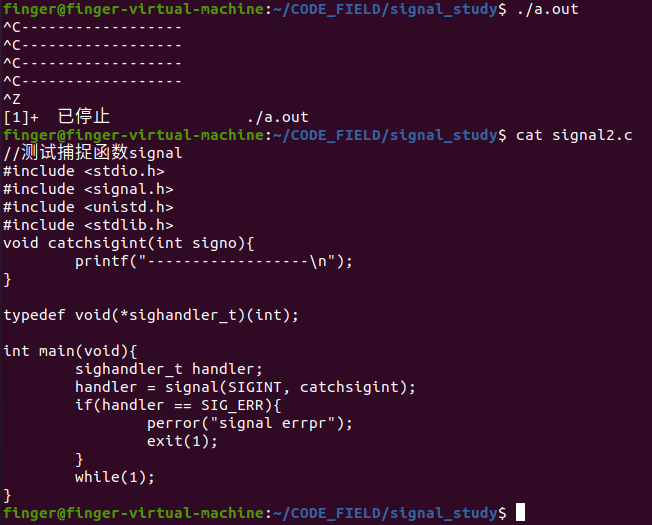 finger@finger-virtual-machine:~/CODE_FIELD/signal_study$ ./a.out
^C------------------
^C------------------
^C------------------
^C------------------
^Z
[1]+  已停止               ./a.out
finger@finger-virtual-machine:~/CODE_FIELD/signal_study$ cat signal2.c
//测试捕捉函数signal
#include <stdio.h>
#include <signal.h>
#include <unistd.h>
#include <stdlib.h>
void catchsigint(int signo){
        printf("------------------\n");
}

typedef void(*sighandler_t)(int);

int main(void){
        sighandler_t handler;
        handler = signal(SIGINT, catchsigint);
        if(handler == SIG_ERR){
                perror("signal errpr");
                exit(1);
        }
        while(1);
}
finger@finger-virtual-machine:~/CODE_FIELD/signal_study$